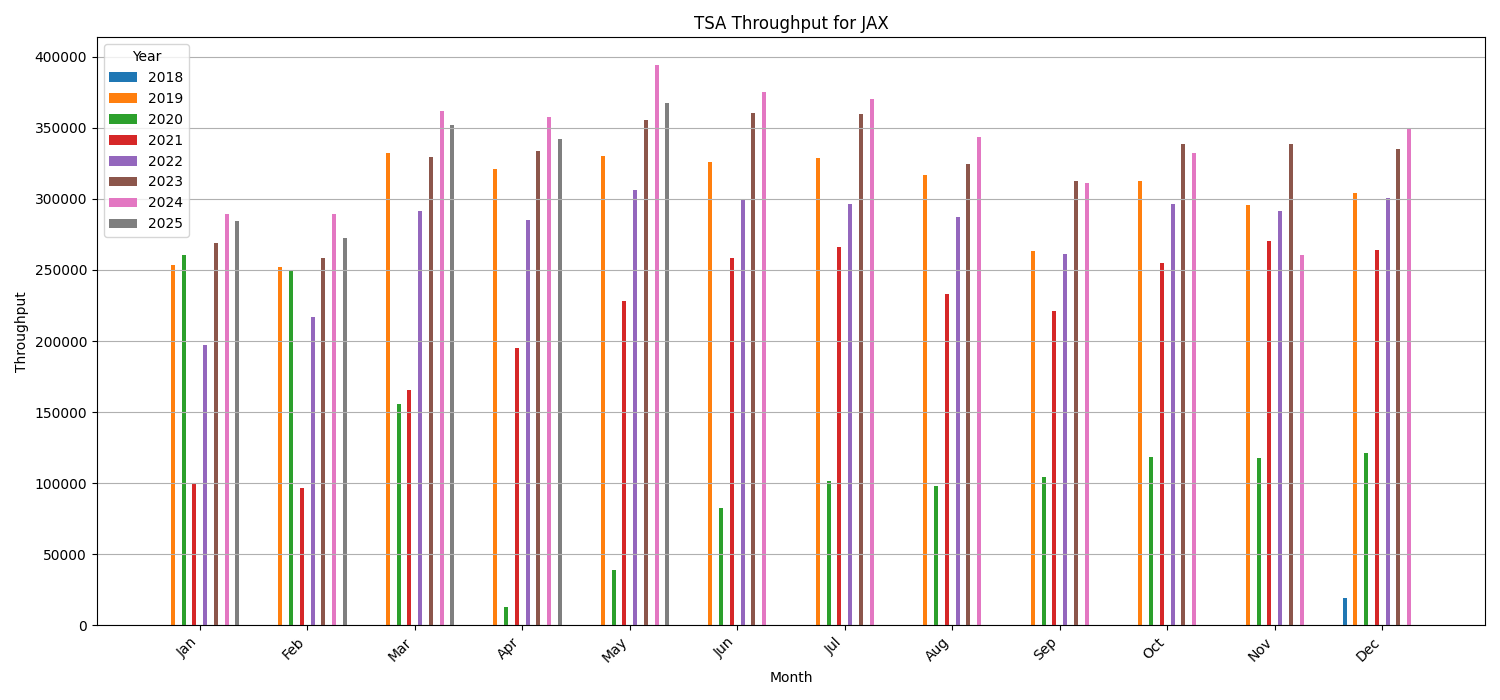 TSA Throughput for JAX
Year
2018
2019
2020
2021
2022
2023
2024
2025
Throughput
400000
350000
300000
250000
200000
150000
100000
50000
0
Jan
Feb
Mar
Apr
May
Jun
Jul
Aug
Sep
Oct
Nov
Dec
Month